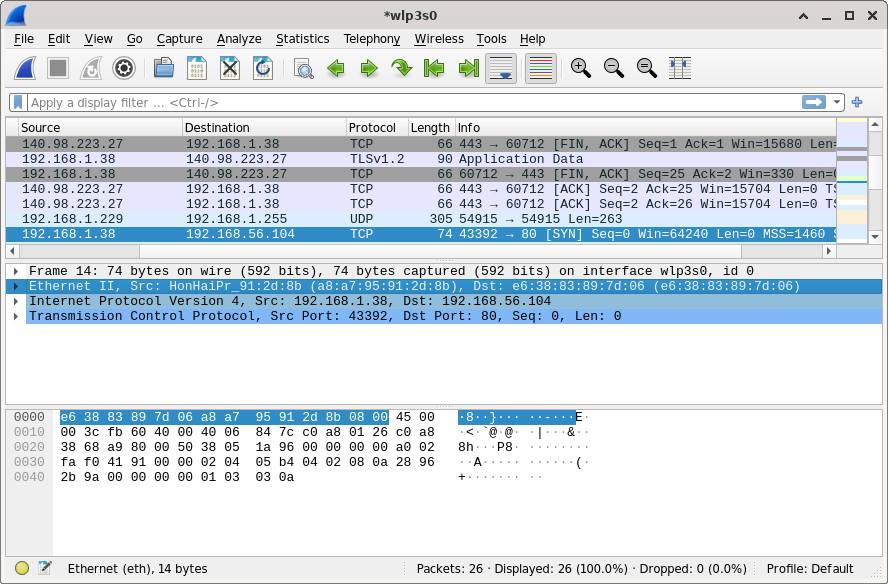 *wlp3s0
File Edit View Go Capture Analyze Statistics Telephony Wireless Tools Help
Apply a display filter … <Ctrl-/>
Source Destination Protocol Length Info
140.98.223.27 192.168.1.38 TCP 66 443 → 60712 [FIN, ACK] Seq=1 Ack=1 Win=15680 Len=
192.168.1.38 140.98.223.27 TLSv1.2 90 Application Data
192.168.1.38 140.98.223.27 TCP 66 60712 → 443 [FIN, ACK] Seq=25 Ack=2 Win=330 Len=
140.98.223.27 192.168.1.38 TCP 66 443 → 60712 [ACK] Seq=2 Ack=25 Win=15704 Len=0 TS
140.98.223.27 192.168.1.38 TCP 66 443 → 60712 [ACK] Seq=2 Ack=26 Win=15704 Len=0 TS
192.168.1.229 192.168.1.255 UDP 305 54915 → 54915 Len=263
192.168.1.38 192.168.56.104 TCP 74 43392 → 80 [SYN] Seq=0 Win=64240 Len=0 MSS=1460 S
Frame 14: 74 bytes on wire (592 bits), 74 bytes captured (592 bits) on interface wlp3s0, id 0
Ethernet II, Src: HonHaiPr_91:2d:8b (a8:a7:95:91:2d:8b), Dst: e6:38:83:89:7d:06 (e6:38:83:89:7d:06)
Internet Protocol Version 4, Src: 192.168.1.38, Dst: 192.168.56.104
Transmission Control Protocol, Src Port: 43392, Dst Port: 80, Seq: 0, Len: 0
0000 e6 38 83 89 7d 06 a8 a7 95 91 2d 8b 08 00 45 00 ·8··}··· ··-···E·
0010 00 3c fb 60 40 00 40 06 84 7c c0 a8 01 26 c0 a8 ·<·`@·@· ·|···&··
0020 38 68 a9 80 00 50 38 05 1a 96 00 00 00 00 a0 02 8h···P8· ········
0030 fa f0 41 91 00 00 02 04 05 b4 04 02 08 0a 28 96 ··A····· ······(·
0040 2b 9a 00 00 00 00 01 03 03 0a +······· ··
Ethernet (eth), 14 bytes Packets: 26 · Displayed: 26 (100.0%) · Dropped: 0 (0.0%) Profile: Default